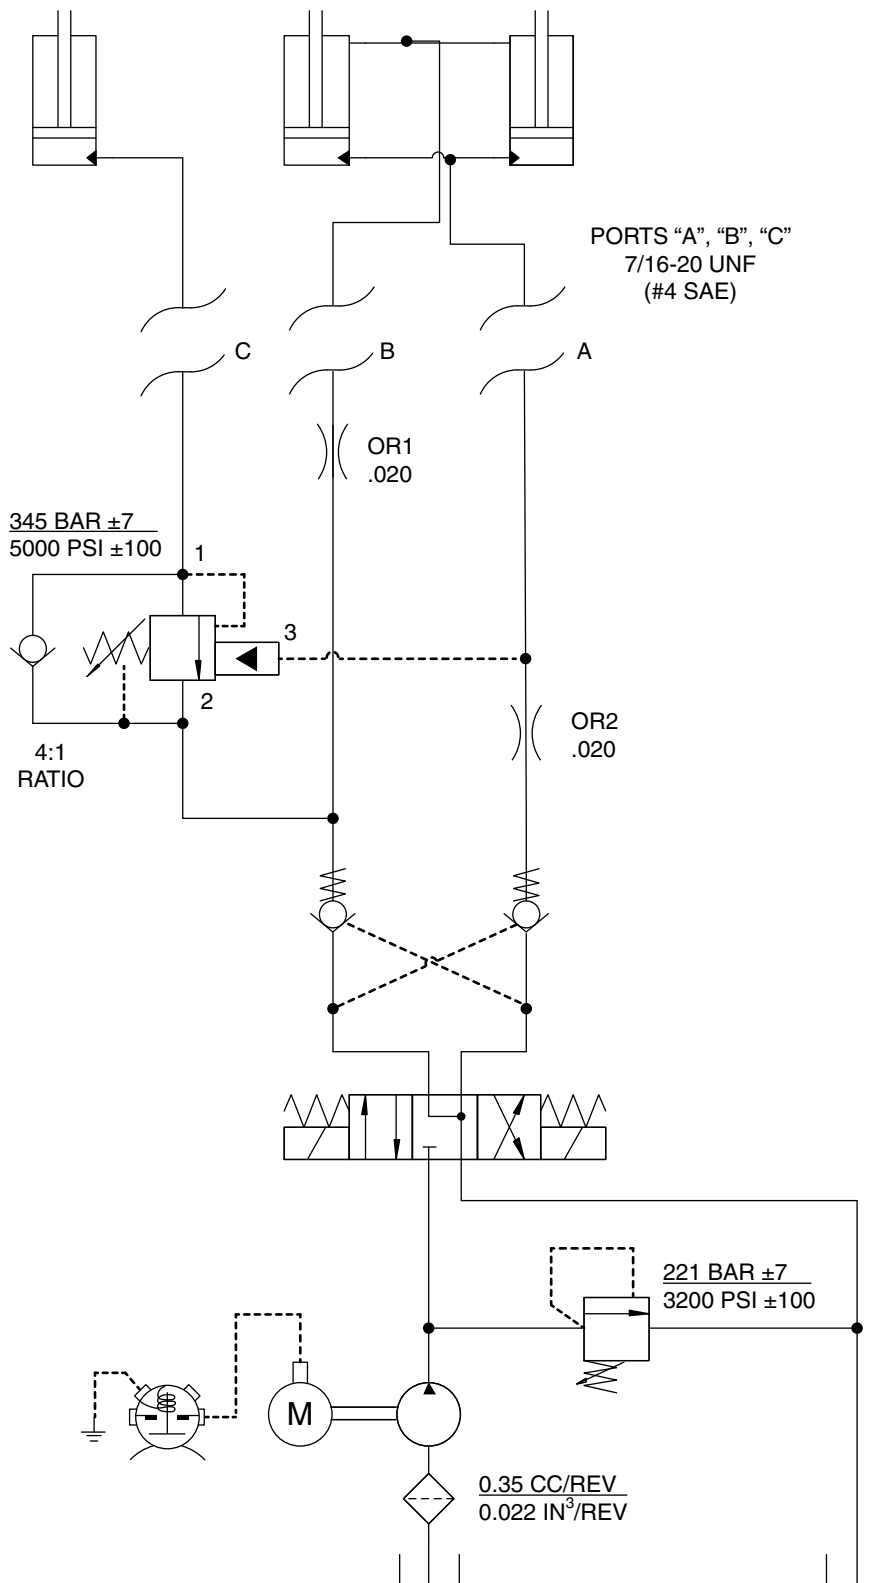 PORTS “A”, “B”, “C”
7/16-20 UNF
(#4 SAE)
C
B
A
OR1
.020
345 BAR ±7
5000 PSI ±100
1
3
2
4:1
RATIO
OR2
.020
221 BAR ±7
3200 PSI ±100
M
0.35 CC/REV
0.022 IN³/REV